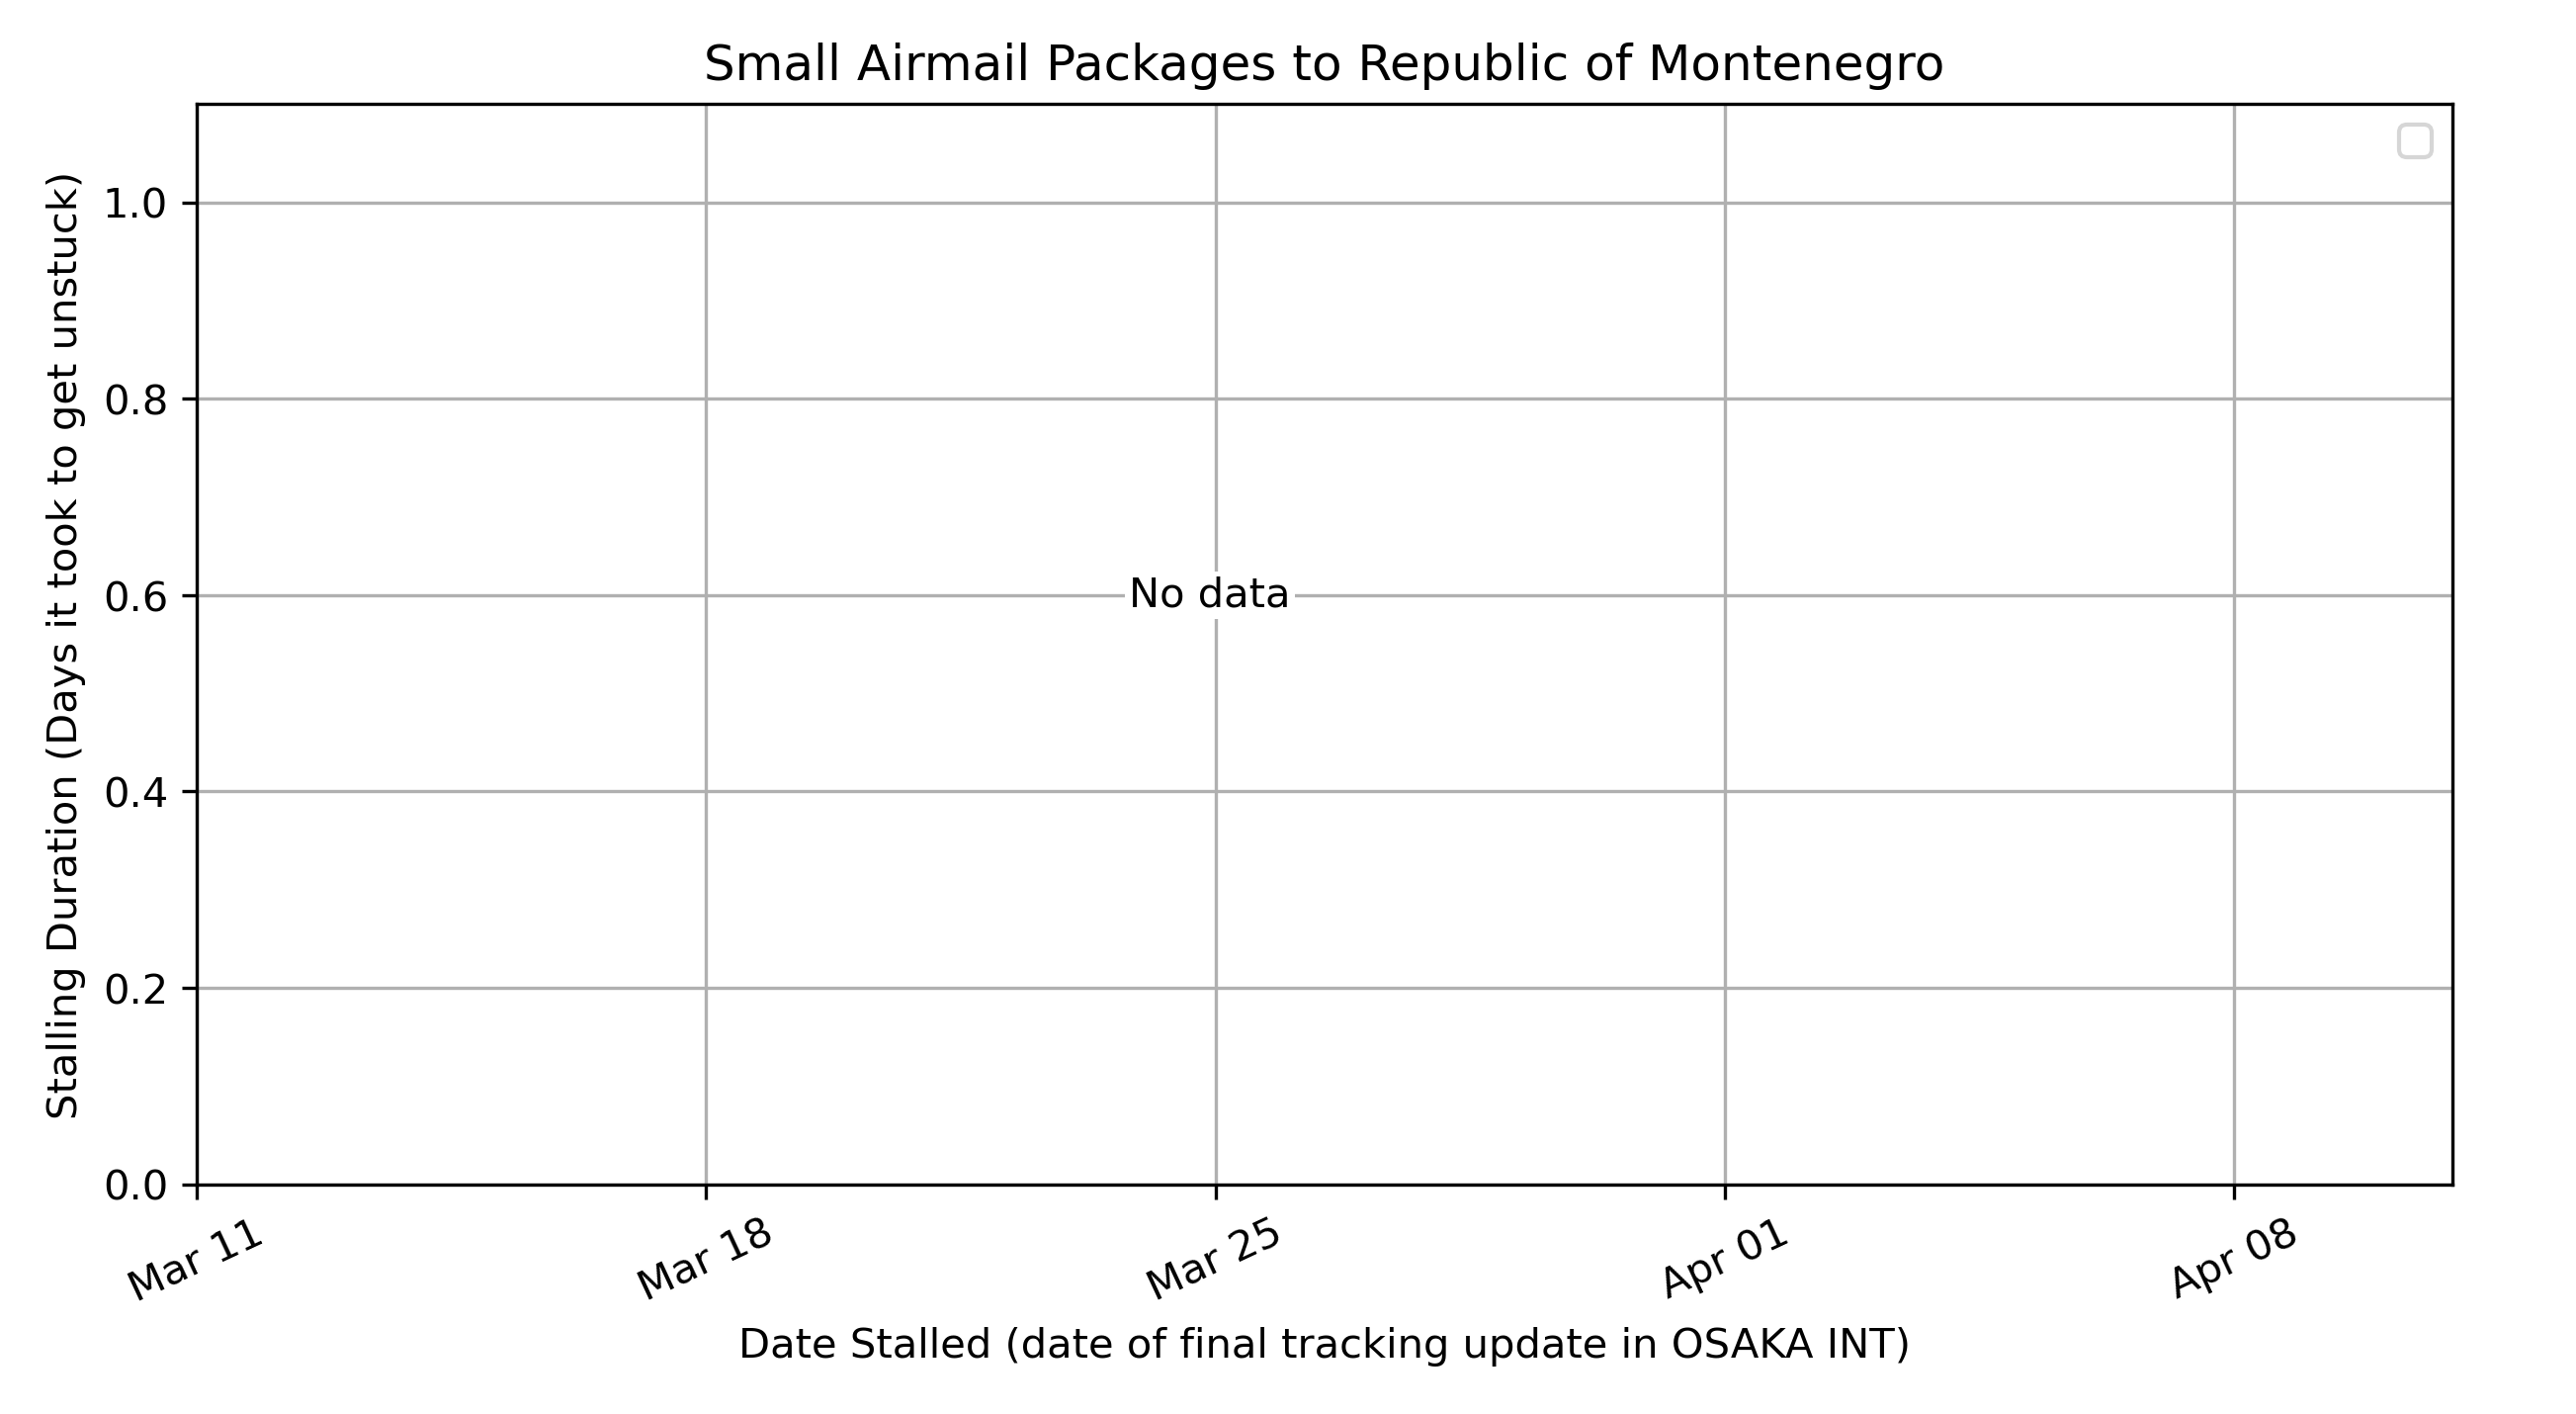 Small Airmail Packages to Republic of Montenegro
Stalling Duration (Days it took to get unstuck)
1.0
0.8
0.6
0.4
0.2
0.0
No data
Mar 11
Mar 18
Mar 25
Apr 01
Apr 08
Date Stalled (date of final tracking update in OSAKA INT)